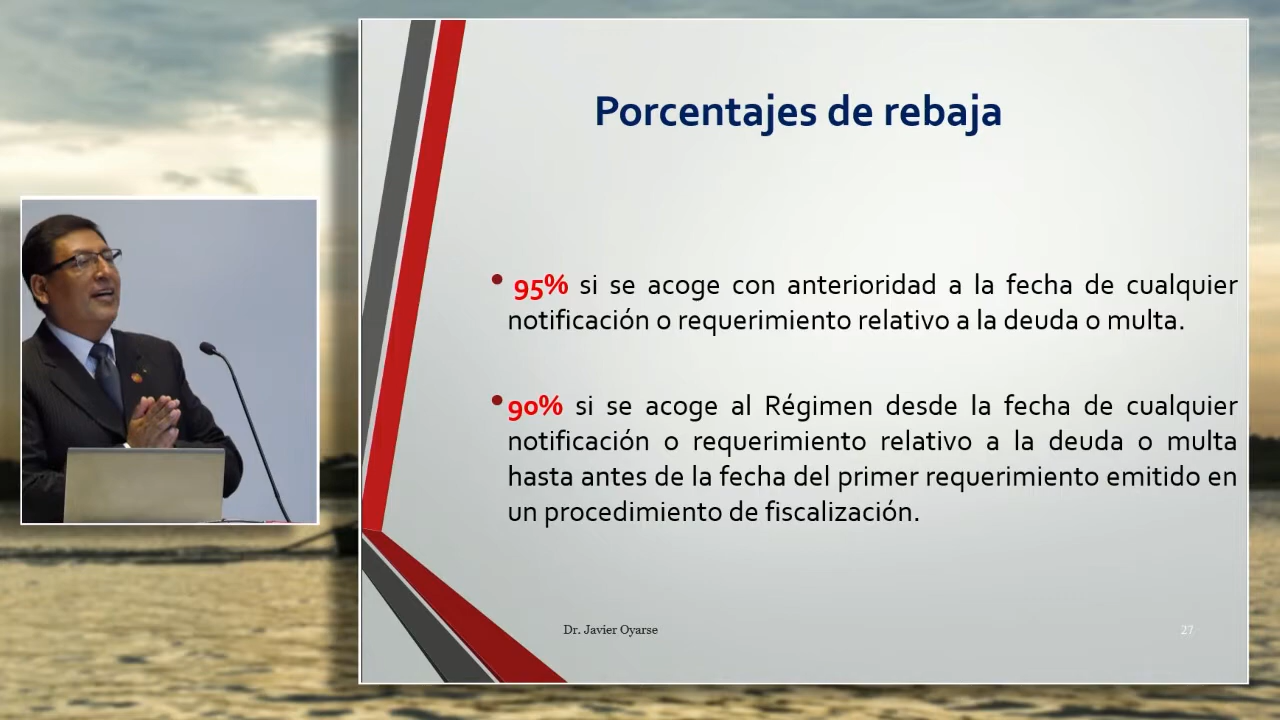 Porcentajes de rebaja
• 95% si se acoge con anterioridad a la fecha de cualquier
notificación o requerimiento relativo a la deuda o multa.
• 90% si se acoge al Régimen desde la fecha de cualquier
notificación o requerimiento relativo a la deuda o multa
hasta antes de la fecha del primer requerimiento emitido en
un procedimiento de fiscalización.
Dr. Javier Oyarse
27